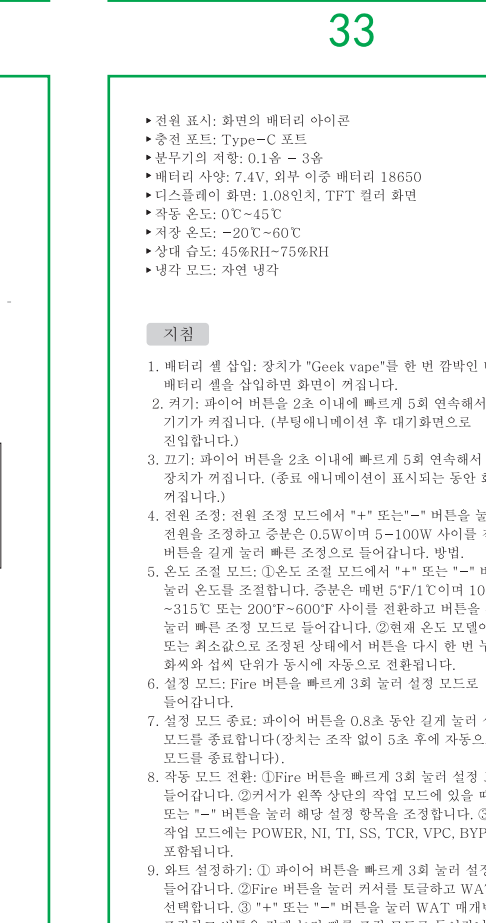 33
▸전원 표시: 화면의 배터리 아이콘
▸충전 포트: Type-C 포트
▸분무기의 저항: 0.1옴 - 3옴
▸배터리 사양: 7.4V, 외부 이중 배터리 18650
▸디스플레이 화면: 1.08인치, TFT 컬러 화면
▸작동 온도: 0℃~45℃
▸저장 온도: -20℃~60℃
▸상대 습도: 45%RH~75%RH
▸냉각 모드: 자연 냉각
지침
1. 배터리 셀 삽입: 장치가 "Geek vape"를 한 번 깜박인
배터리 셀을 삽입하면 화면이 꺼집니다.
2. 켜기: 파이어 버튼을 2초 이내에 빠르게 5회 연속해서
기기가 켜집니다. (부팅애니메이션 후 대기화면으로
진입합니다.)
3. 끄기: 파이어 버튼을 2초 이내에 빠르게 5회 연속해서
장치가 꺼집니다. (종료 애니메이션이 표시되는 동안
꺼집니다.)
4. 전원 조정: 전원 조정 모드에서 "+" 또는"-" 버튼을
전원을 조정하고 증분은 0.5W이며 5-100W 사이를
버튼을 길게 눌러 빠른 조정으로 들어갑니다. 방법.
5. 온도 조절 모드: ①온도 조절 모드에서 "+" 또는 "-"
눌러 온도를 조절합니다. 증분은 매번 5℉/1℃이며 10
~315℃ 또는 200℉~600℉ 사이를 전환하고 버튼을
눌러 빠른 조정 모드로 들어갑니다. ②현재 온도 모델
또는 최소값으로 조정된 상태에서 버튼을 다시 한 번
화씨와 섭씨 단위가 동시에 자동으로 전환됩니다.
6. 설정 모드: Fire 버튼을 빠르게 3회 눌러 설정 모드로
들어갑니다.
7. 설정 모드 종료: 파이어 버튼을 0.8초 동안 길게 눌러
모드를 종료합니다(장치는 조작 없이 5초 후에 자동으
모드를 종료합니다).
8. 작동 모드 전환: ①Fire 버튼을 빠르게 3회 눌러 설정
들어갑니다. ②커서가 왼쪽 상단의 작업 모드에 있을
또는 "-" 버튼을 눌러 해당 설정 항목을 조정합니다. ③
작업 모드에는 POWER, NI, TI, SS, TCR, VPC, BYP
포함됩니다.
9. 와트 설정하기: ① 파이어 버튼을 빠르게 3회 눌러 설정
들어갑니다. ②Fire 버튼을 눌러 커서를 토글하고 WA
선택합니다. ③ "+" 또는 "-" 버튼을 눌러 WAT 매개